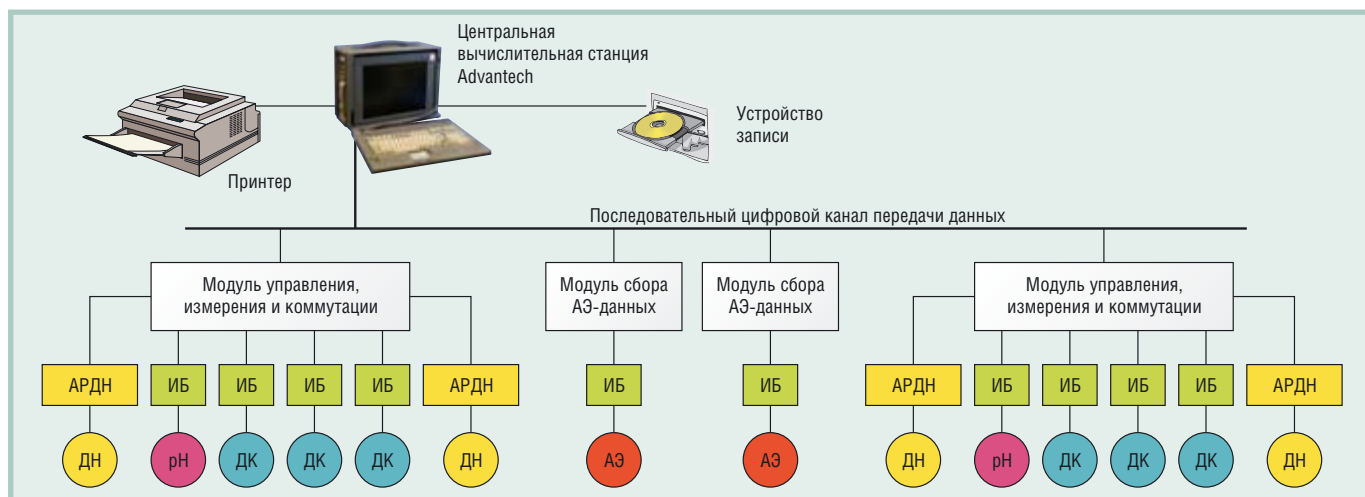 Центральная
вычислительная станция
Advantech
Устройство
записи
Принтер
Последовательный цифровой канал передачи данных
Модуль управления,
измерения и коммутации
Модуль сбора
АЭ-данных
Модуль сбора
АЭ-данных
Модуль управления,
измерения и коммутации
АРДН ИБ ИБ ИБ ИБ АРДН ИБ ИБ АРДН ИБ ИБ ИБ ИБ АРДН
ДН pH ДК ДК ДК ДН АЭ АЭ ДН pH ДК ДК ДК ДН